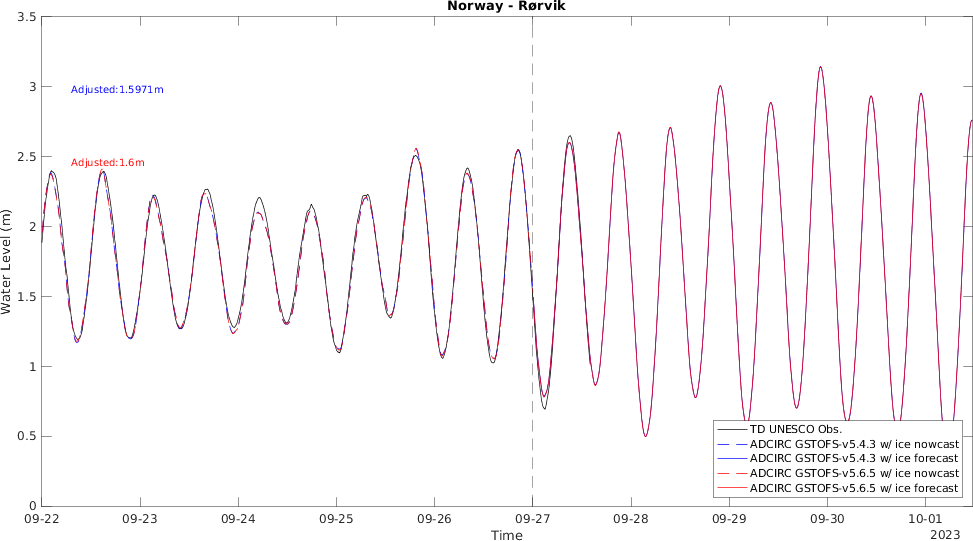 Norway - Rørvik
3.5
3
2.5
2
1.5
1
0.5
0
Water Level (m)
Adjusted:1.5971m
Adjusted:1.6m
TD UNESCO Obs.
ADCIRC GSTOFS-v5.4.3 w/ ice nowcast
ADCIRC GSTOFS-v5.4.3 w/ ice forecast
ADCIRC GSTOFS-v5.6.5 w/ ice nowcast
ADCIRC GSTOFS-v5.6.5 w/ ice forecast
09-22 09-23 09-24 09-25 09-26 09-27 09-28 09-29 09-30 10-01
Time
2023